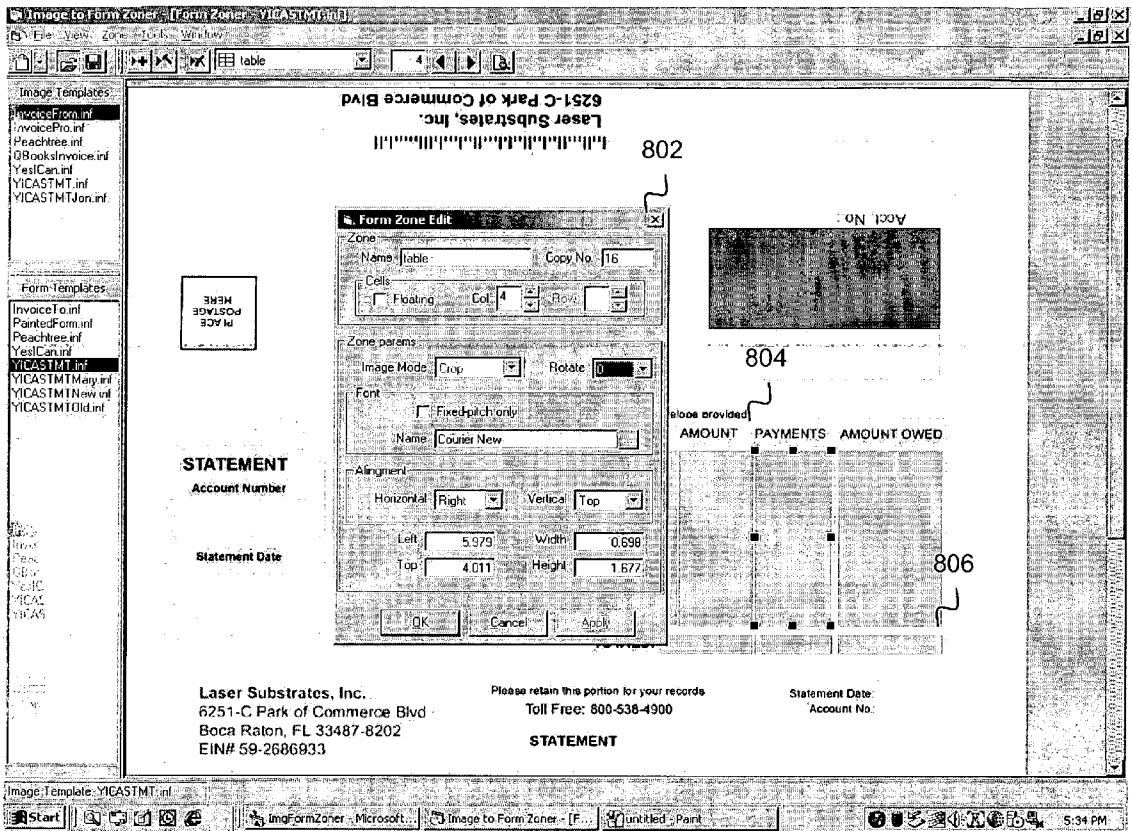 Image to Form Zoner - [Form Zoner - YICASTMT.inf]
File View Zone Tools Window
table 4
Image Templates
InvoiceFrom.inf
InvoicePro.inf
Peachtree.inf
QBooksInvoice.inf
YesICan.inf
YICASTMT.inf
YICASTMTJon.inf
Form Templates
InvoiceTo.inf
PaintedForm.inf
Peachtree.inf
YesICan.inf
YICASTMT.inf
YICASTMTMary.inf
YICASTMTNew.inf
YICASTMTOld.inf
6251-C Park of Commerce Blvd
Laser Substrates, Inc.
802
Acct. No.:
PLACE
POSTAGE
HERE
Form Zone Edit
Zone
Name table Copy No. 16
Cells
Floating Col 4 Row
Zone params
Image Mode Crop Rotate 0
Font
Fixed-pitch only
Name Courier New
Alingment
Horizontal Right Vertical Top
Left 5.979 Width 0.698
Top 4.011 Height 1.677
OK Cancel Apply
804
elope provided
AMOUNT PAYMENTS AMOUNT OWED
806
STATEMENT
Account Number
Statement Date
Laser Substrates, Inc.
6251-C Park of Commerce Blvd
Boca Raton, FL 33487-8202
EIN# 59-2686933
Please retain this portion for your records
Toll Free: 800-538-4900
STATEMENT
Statement Date:
Account No.:
Image Template: YICASTMT.inf
Start ImgFormZoner - Microsoft... Image to Form Zoner - [F... untitled - Paint 5:34 PM